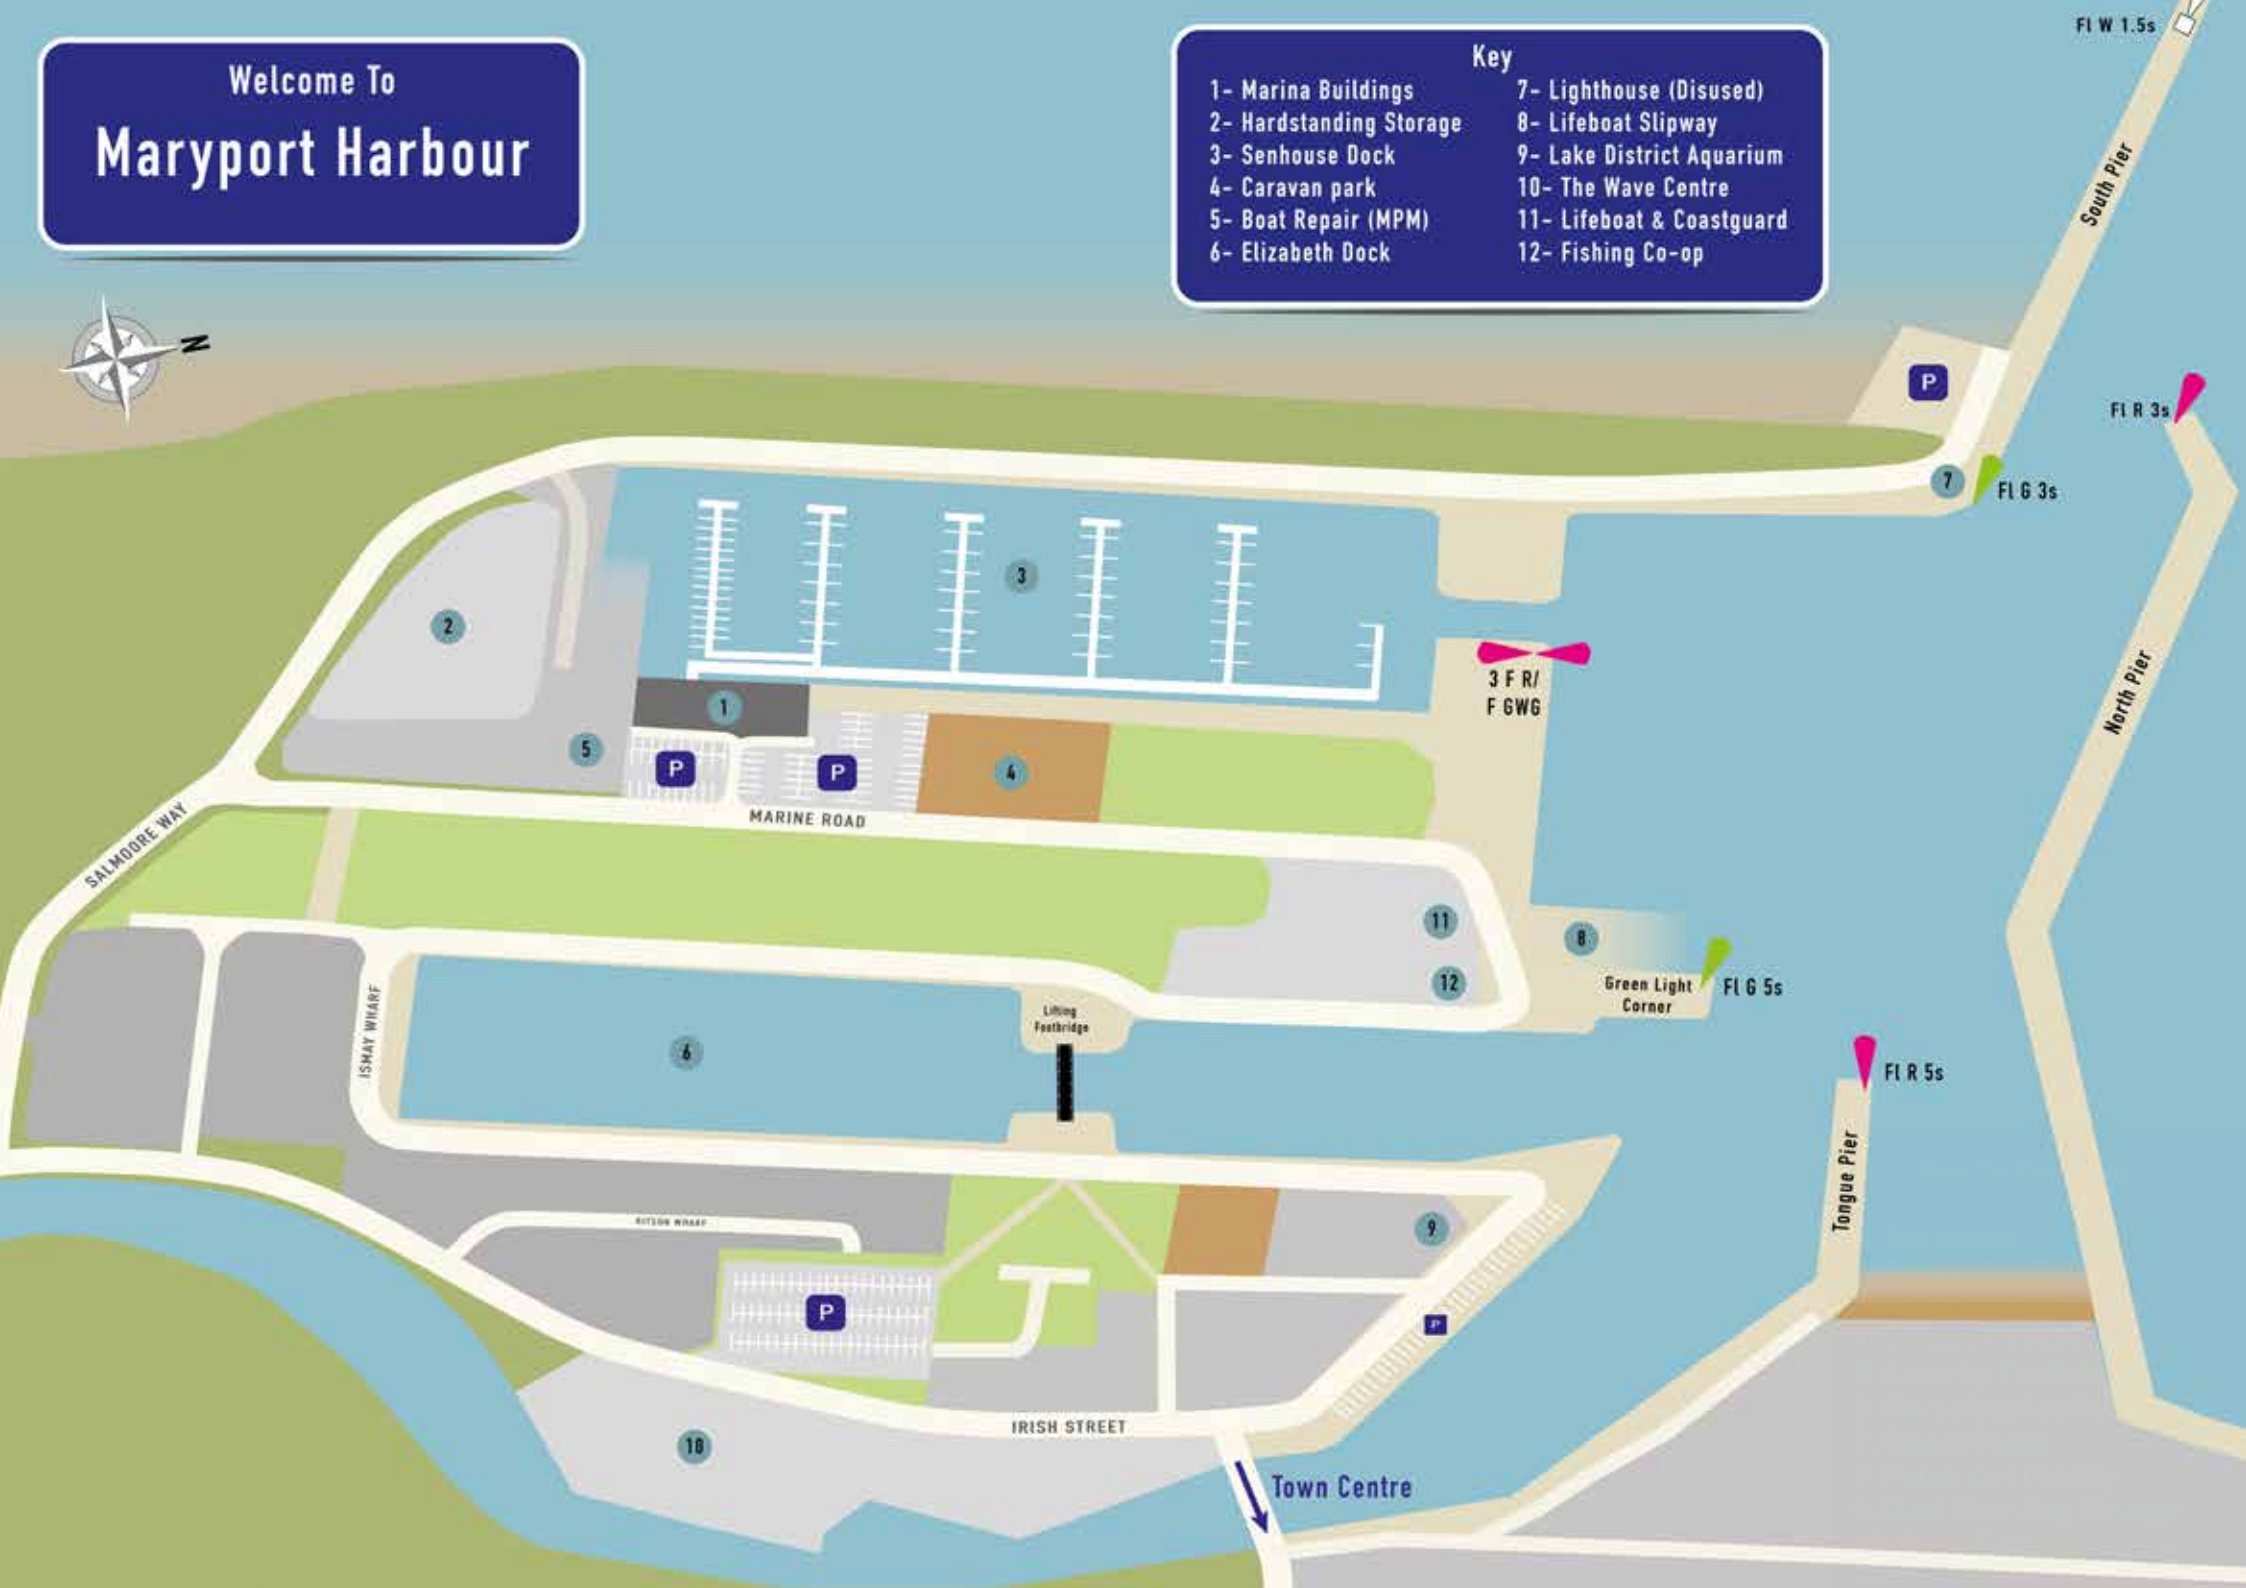 Welcome To
Maryport Harbour
Key
1- Marina Buildings
2- Hardstanding Storage
3- Senhouse Dock
4- Caravan park
5- Boat Repair (MPM)
6- Elizabeth Dock
7- Lighthouse (Disused)
8- Lifeboat Slipway
9- Lake District Aquarium
10- The Wave Centre
11- Lifeboat & Coastguard
12- Fishing Co-op
Fl W 1.5s
South Pier
N
P
Fl R 3s
7
Fl G 3s
3
2
3 F R/
F GWG
North Pier
1
5
P
P
4
MARINE ROAD
SALMOORE WAY
11
8
12
Green Light
Corner
Fl G 5s
ISMAY WHARF
Lifting
Footbridge
6
Fl R 5s
Tongue Pier
RITSON WHARF
9
P
P
IRISH STREET
10
Town Centre